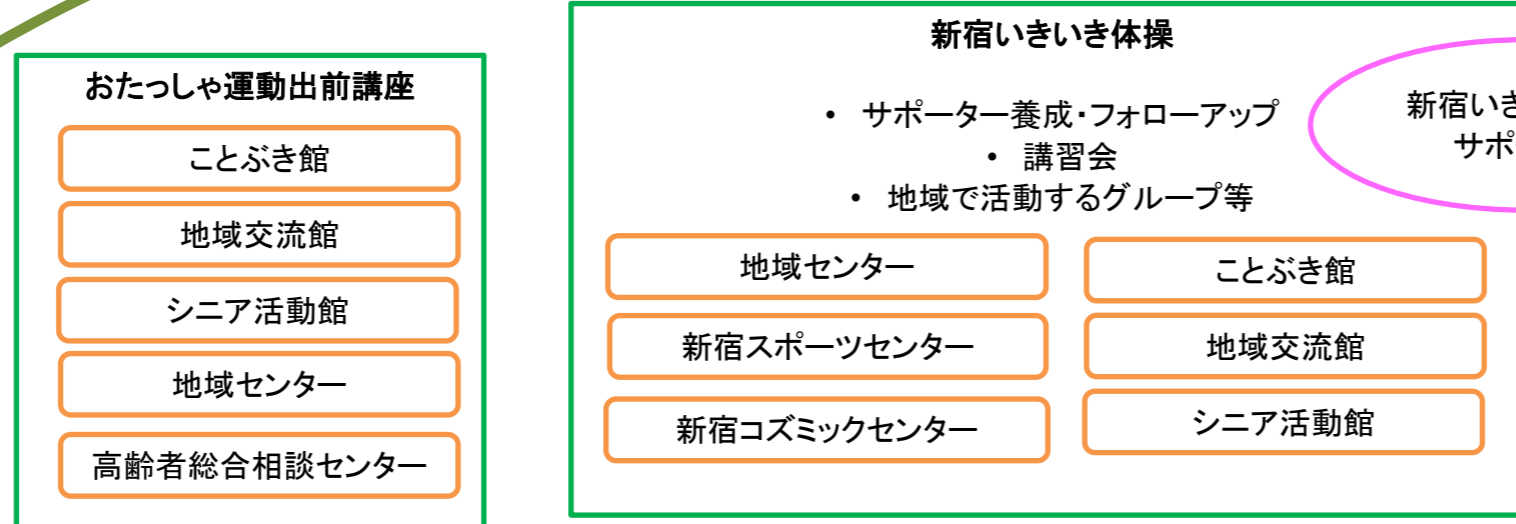 おたっしゃ運動出前講座
ことぶき館
地域交流館
シニア活動館
地域センター
高齢者総合相談センター
新宿いきいき体操
• サポーター養成・フォローアップ
• 講習会
• 地域で活動するグループ等
新宿いき
サポ
地域センター
新宿スポーツセンター
新宿コズミックセンター
ことぶき館
地域交流館
シニア活動館